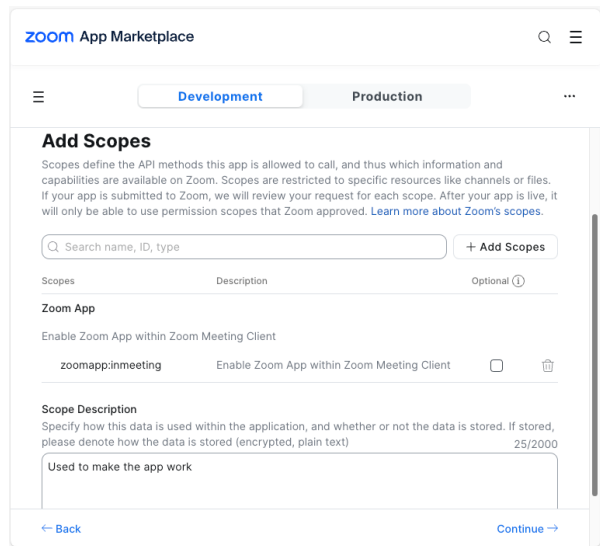 zoom App Marketplace
Development Production
Add Scopes
Scopes define the API methods this app is allowed to call, and thus which information and
capabilities are available on Zoom. Scopes are restricted to specific resources like channels or files.
If your app is submitted to Zoom, we will review your request for each scope. After your app is live, it
will only be able to use permission scopes that Zoom approved. Learn more about Zoom's scopes.
Search name, ID, type + Add Scopes
Scopes Description Optional
Zoom App
Enable Zoom App within Zoom Meeting Client
zoomapp:inmeeting Enable Zoom App within Zoom Meeting Client
Scope Description
Specify how this data is used within the application, and whether or not the data is stored. If stored,
please denote how the data is stored (encrypted, plain text) 25/2000
Used to make the app work
← Back Continue →